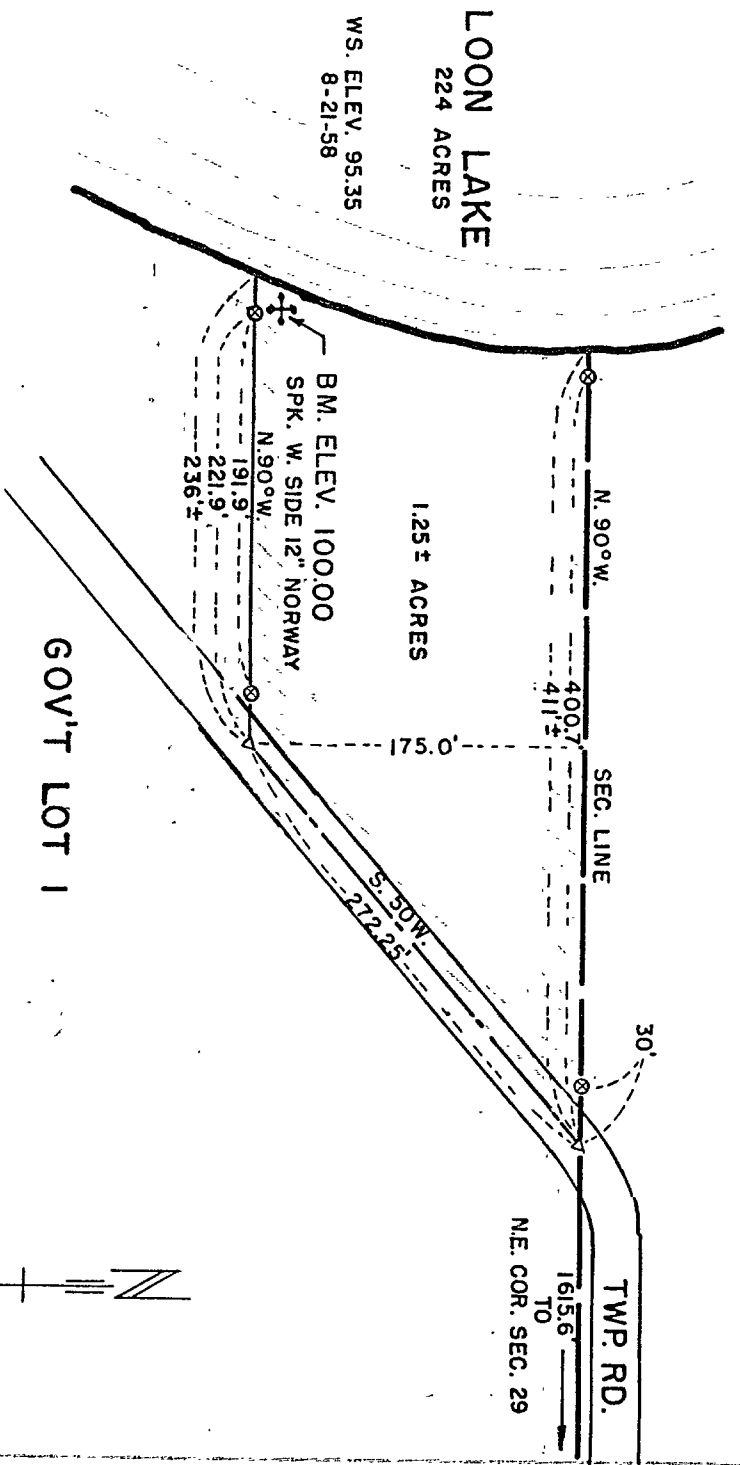 LOON LAKE
224 ACRES
WS. ELEV. 95.35
8-21-58
N. 90° W.
400.7'
411'±
SEC. LINE
30'
TWP. RD.
1615.6'
TO
N.E. COR. SEC. 29
1.25± ACRES
175.0'
B.M. ELEV. 100.00
SPK. W. SIDE 12" NORWAY
N. 90° W.
191.9'
221.9'
236'±
S. 50 W.
272.25'
GOV'T LOT 1
N